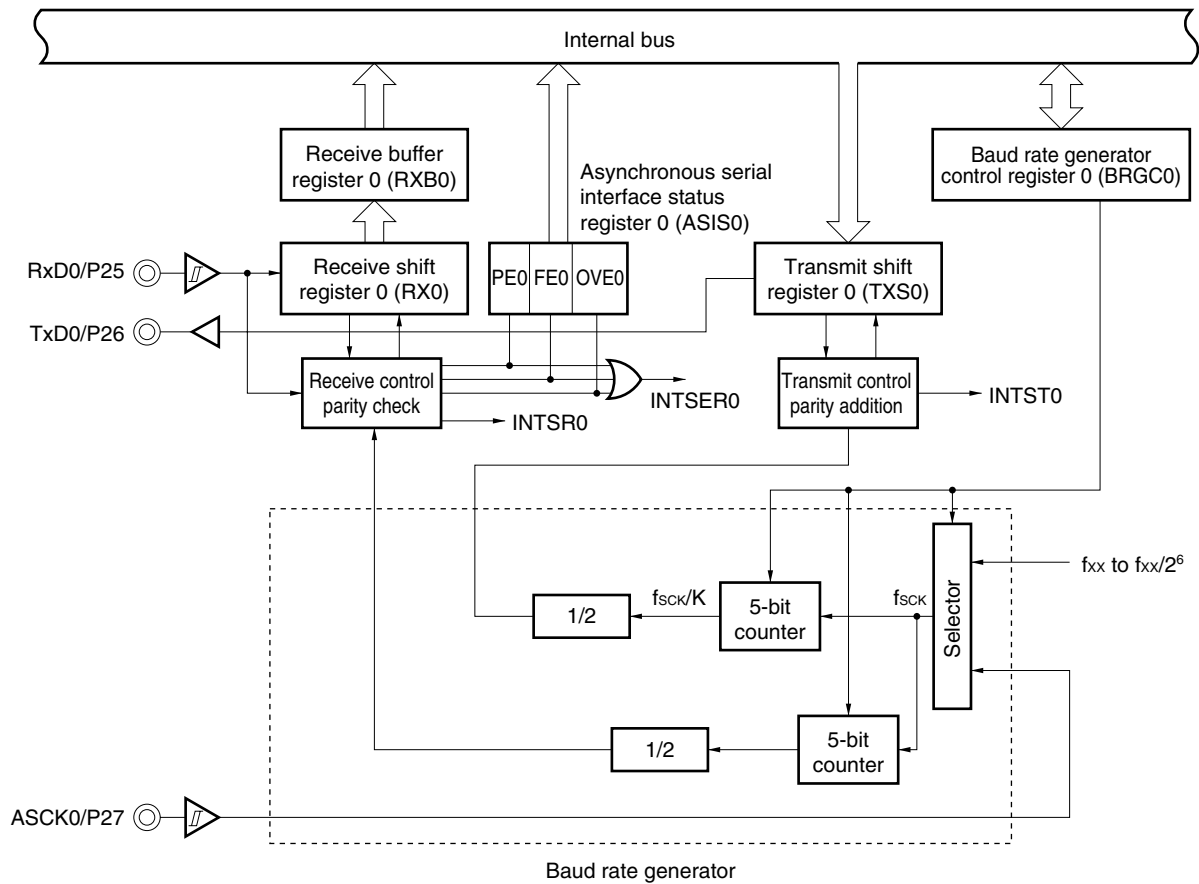 Internal bus
Receive buffer
register 0 (RXB0)
Asynchronous serial
interface status
register 0 (ASIS0)
Baud rate generator
control register 0 (BRGC0)
RxD0/P25
Receive shift
register 0 (RX0)
PE0 FE0 OVE0
Transmit shift
register 0 (TXS0)
TxD0/P26
Receive control
parity check
INTSER0
INTSR0
Transmit control
parity addition
INTST0
fXX to fXX/2⁶
Selector
fSCK
5-bit
counter
fSCK/K
1/2
5-bit
counter
1/2
ASCK0/P27
Baud rate generator